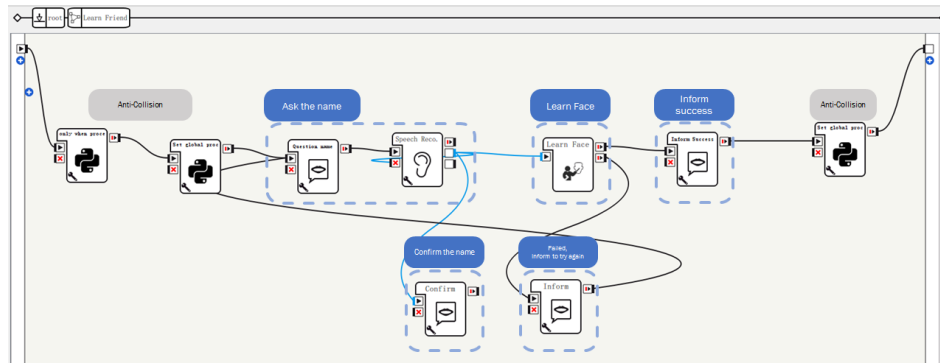 root
Learn Friend
Anti-Collision
Ask the name
Learn Face
Inform
success
Anti-Collision
only when proce
Set global proc
Question name
Speech Reco.
Learn Face
Inform Success
Set global proc
Confirm the name
Failed,
Inform to try again
Confirm
Inform